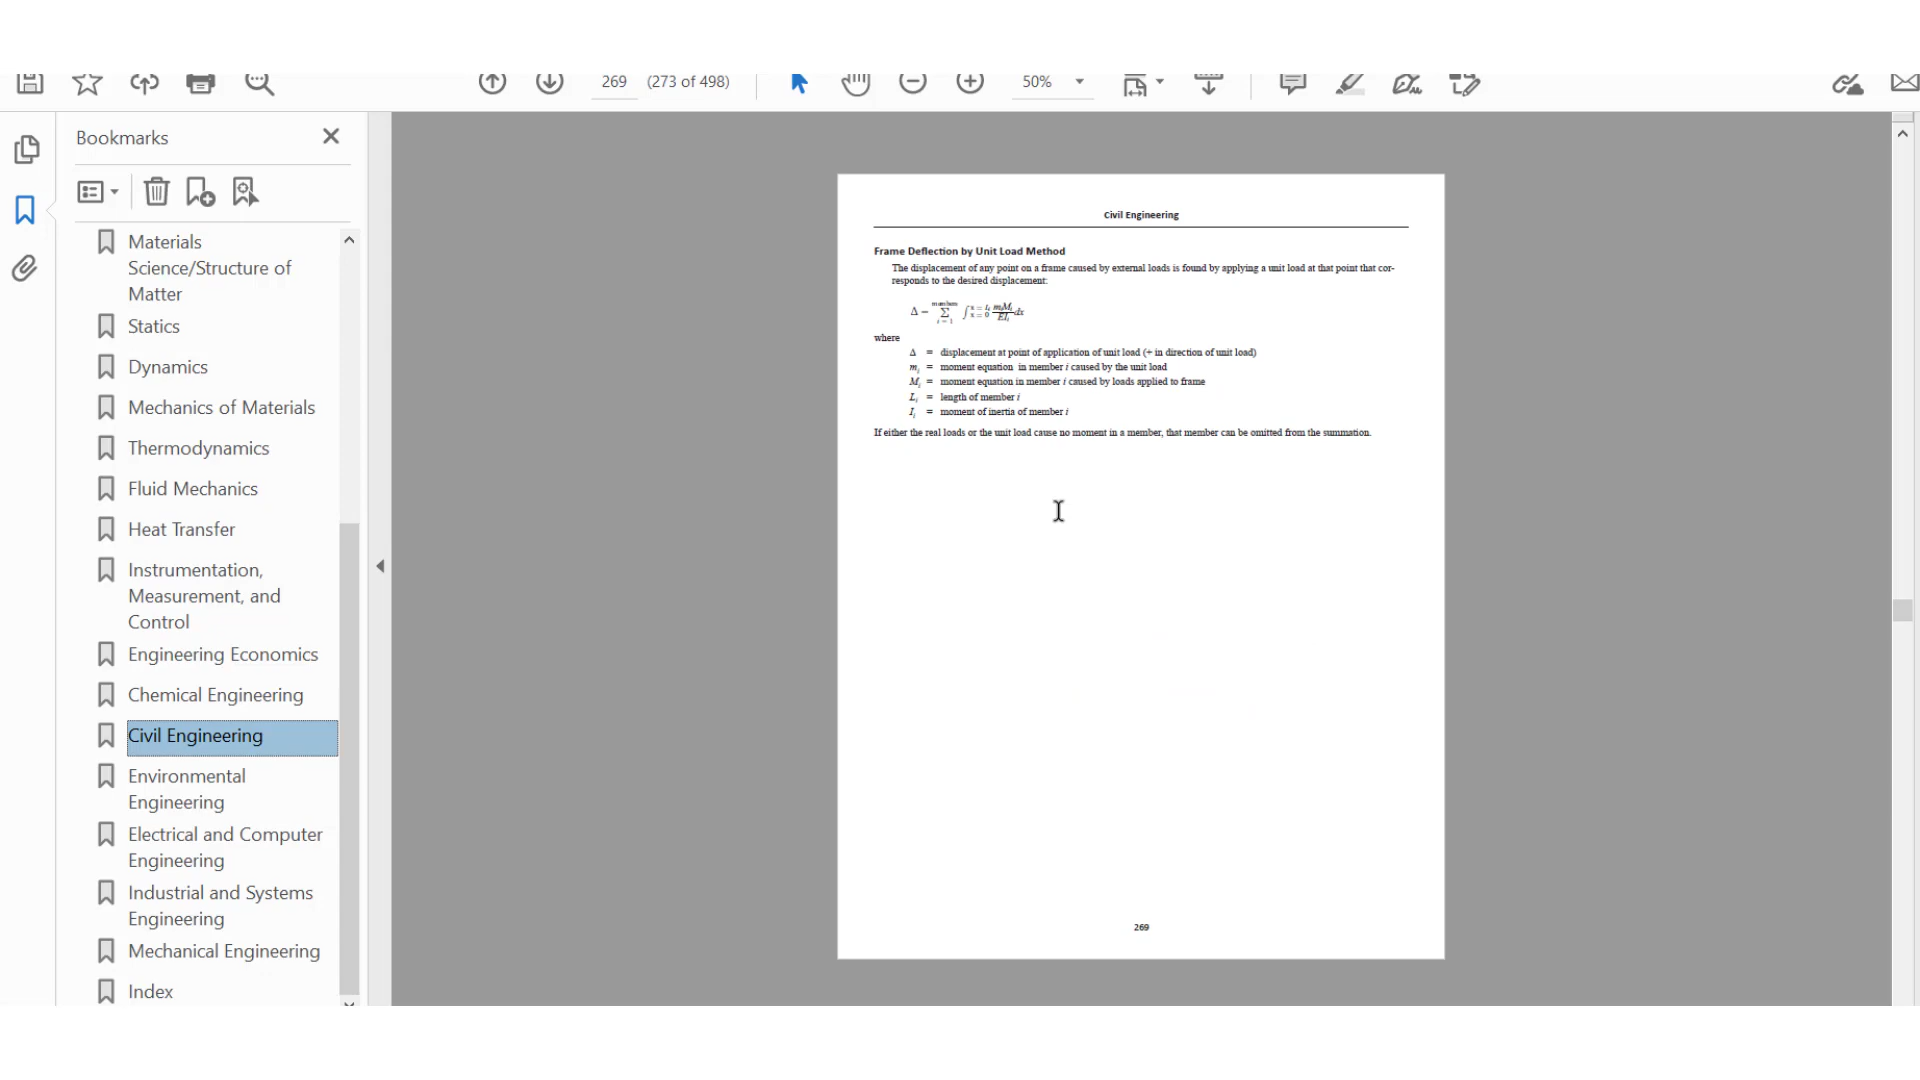 269 (273 of 498) 50%
Bookmarks
Materials
Science/Structure of
Matter
Statics
Dynamics
Mechanics of Materials
Thermodynamics
Fluid Mechanics
Heat Transfer
Instrumentation,
Measurement, and
Control
Engineering Economics
Chemical Engineering
Civil Engineering
Environmental
Engineering
Electrical and Computer
Engineering
Industrial and Systems
Engineering
Mechanical Engineering
Index
Civil Engineering
Frame Deflection by Unit Load Method
The displacement of any point on a frame caused by external loads is found by applying a unit load at that point that cor-
responds to the desired displacement:
members
Δ = Σ ∫ x = Lᵢ x = 0 mᵢMᵢ/EIᵢ dx
i = 1
where
Δ = displacement at point of application of unit load (+ in direction of unit load)
mᵢ = moment equation in member i caused by the unit load
Mᵢ = moment equation in member i caused by loads applied to frame
Lᵢ = length of member i
Iᵢ = moment of inertia of member i
If either the real loads or the unit load cause no moment in a member, that member can be omitted from the summation.
269